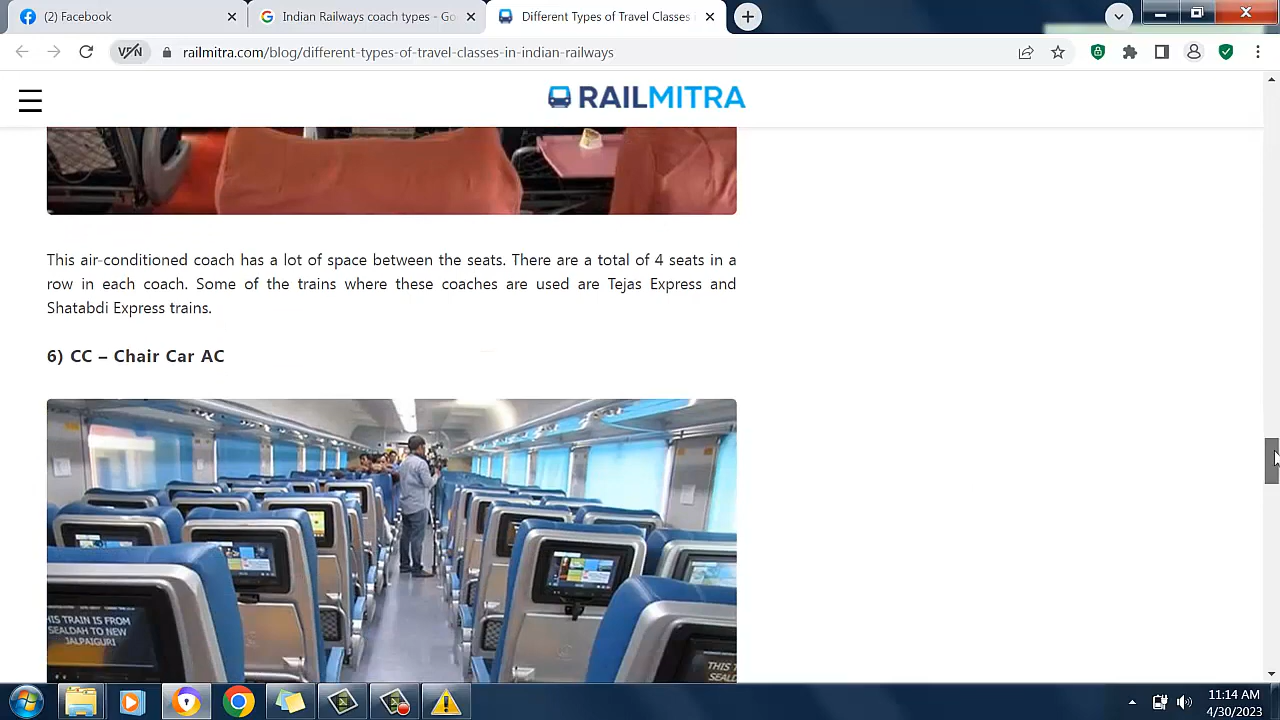 (2) Facebook
Indian Railways coach types - G
Different Types of Travel Classes
VPN
railmitra.com/blog/different-types-of-travel-classes-in-indian-railways
RAILMITRA
This air-conditioned coach has a lot of space between the seats. There are a total of 4 seats in a
row in each coach. Some of the trains where these coaches are used are Tejas Express and
Shatabdi Express trains.
6) CC – Chair Car AC
HIS TRAIN IS FROM
SEALDAH TO NEW
JALPAIGURI
THIS T
SEALD
11:14 AM
4/30/2023